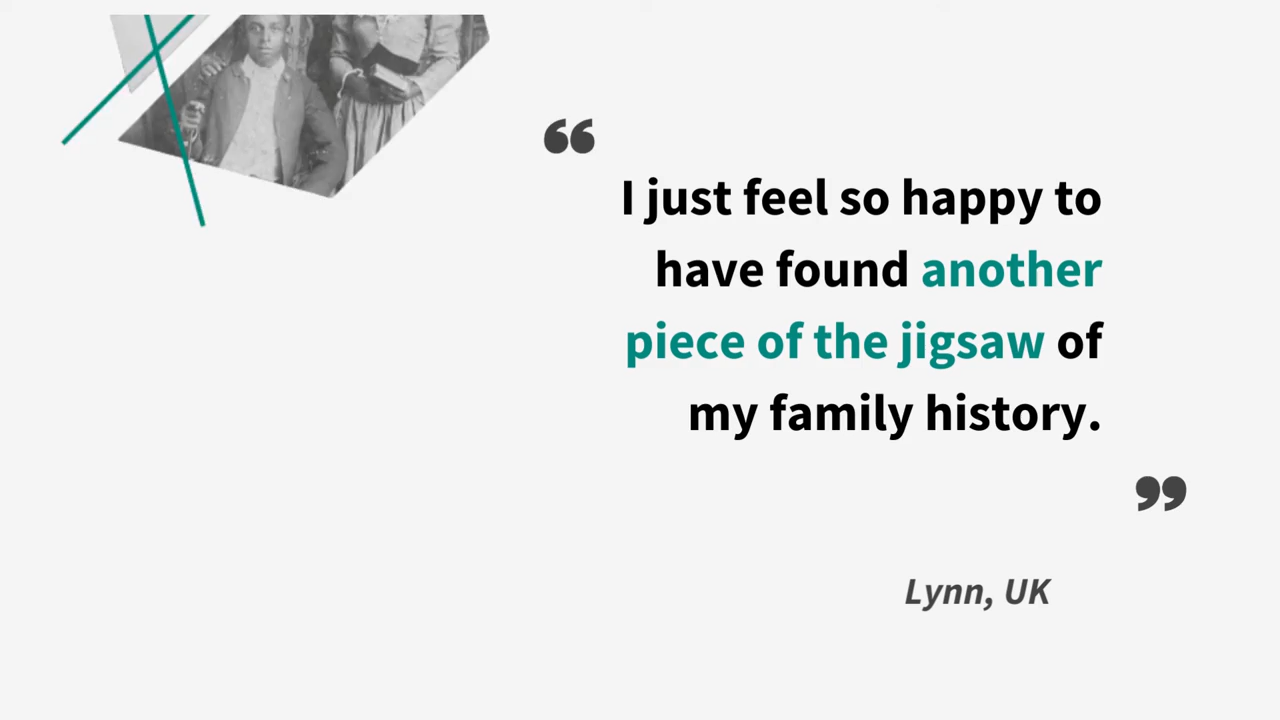 “
I just feel so happy to
have found another
piece of the jigsaw of
my family history.
”
Lynn, UK